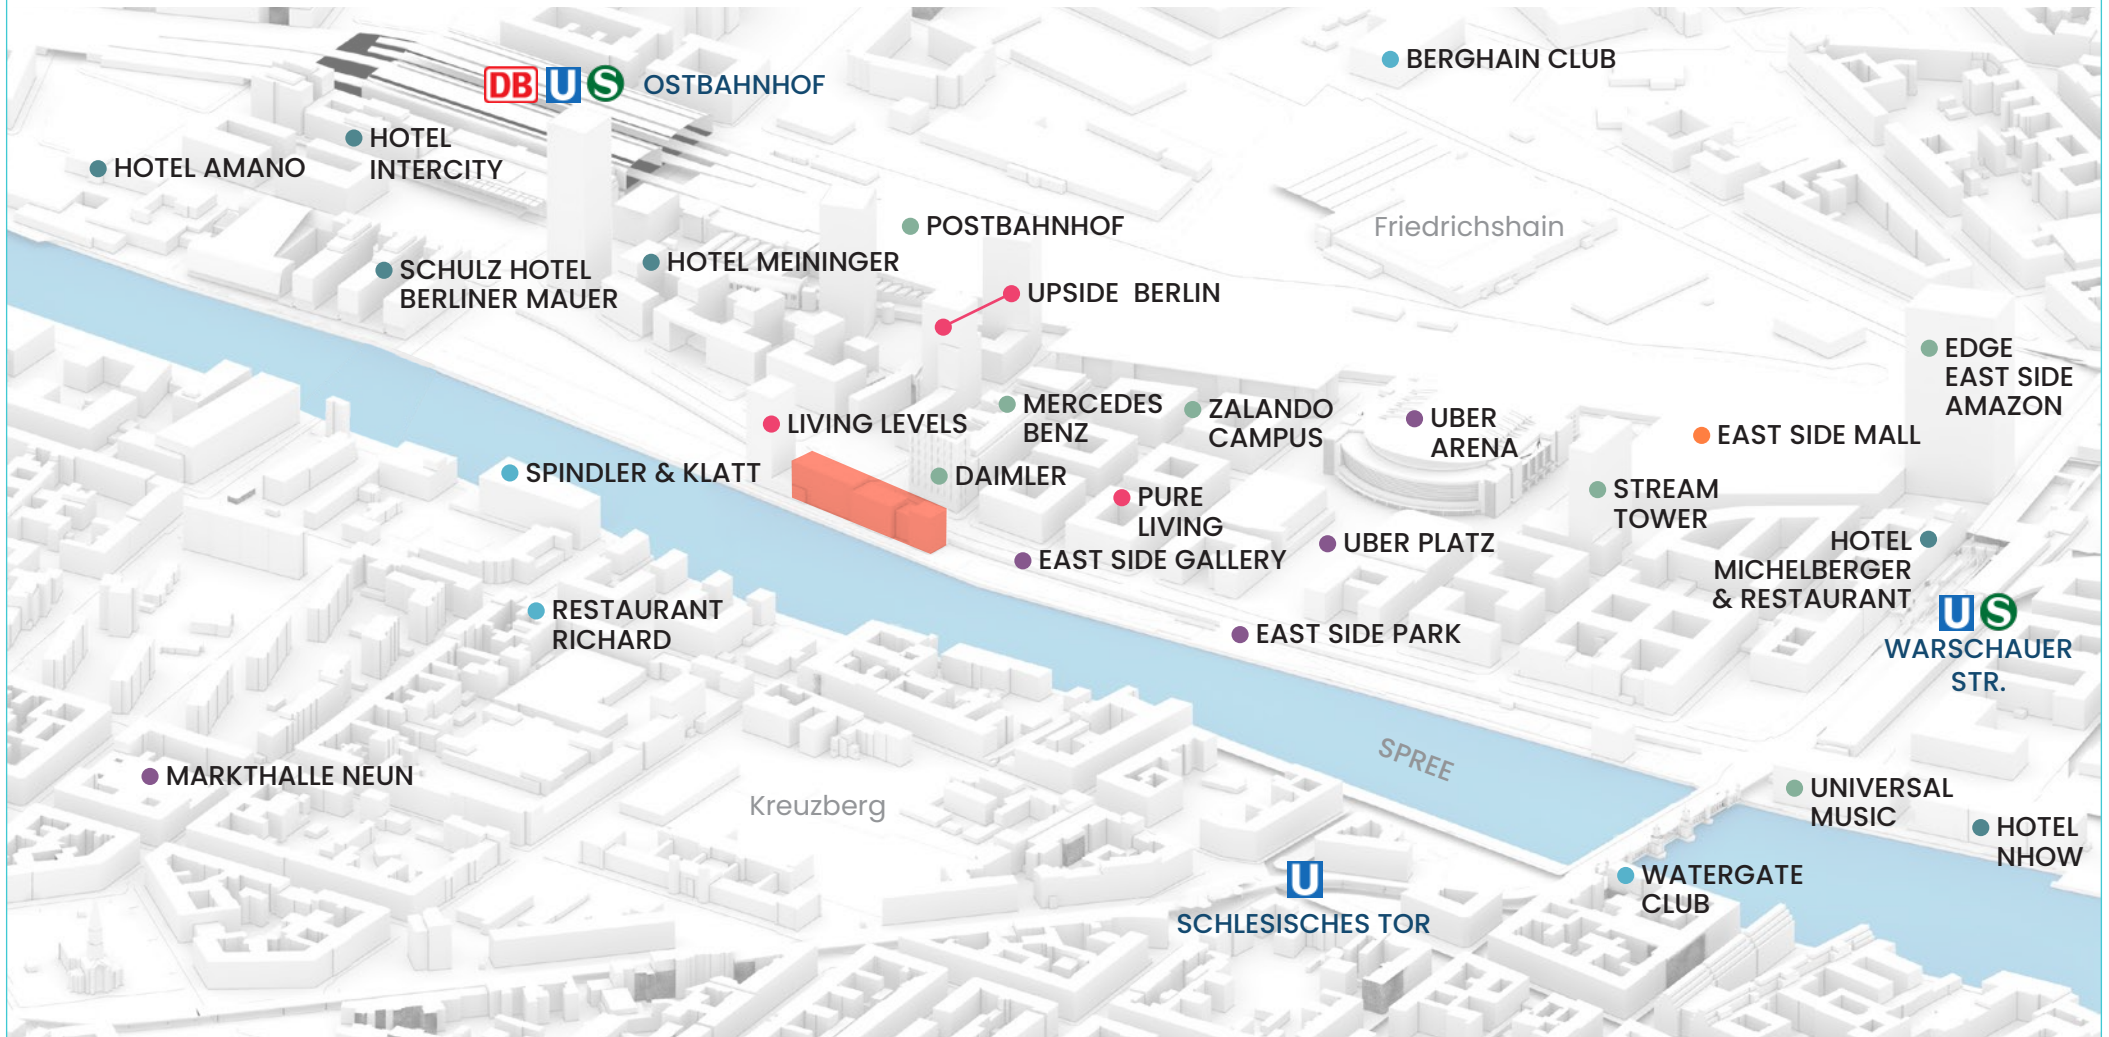 BERGHAIN CLUB
DB U S OSTBAHNHOF
HOTEL
INTERCITY
HOTEL AMANO
POSTBAHNHOF
Friedrichshain
HOTEL MEININGER
SCHULZ HOTEL
BERLINER MAUER
UPSIDE BERLIN
EDGE
EAST SIDE
AMAZON
MERCEDES
BENZ
ZALANDO
CAMPUS
UBER
ARENA
LIVING LEVELS
EAST SIDE MALL
SPINDLER & KLATT
DAIMLER
PURE
LIVING
STREAM
TOWER
UBER PLATZ
HOTEL
MICHELBERGER
& RESTAURANT
EAST SIDE GALLERY
RESTAURANT
RICHARD
U S
WARSCHAUER
STR.
EAST SIDE PARK
SPREE
MARKTHALLE NEUN
Kreuzberg
UNIVERSAL
MUSIC
HOTEL
NHOW
U
SCHLESISCHES TOR
WATERGATE
CLUB